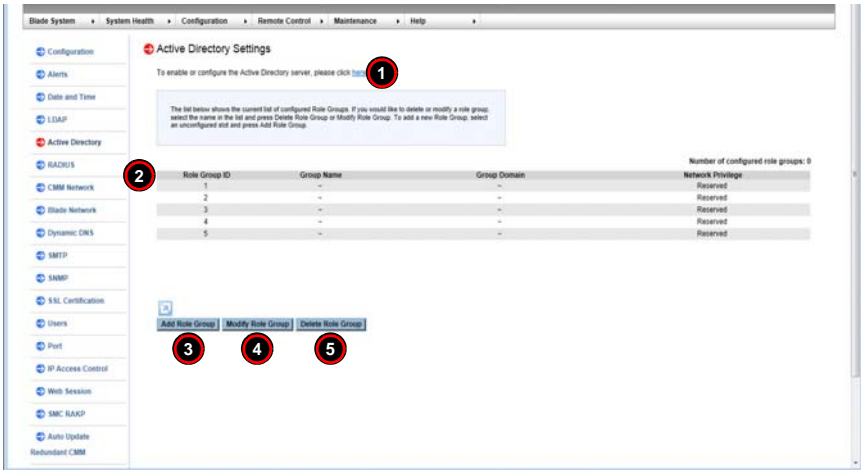 Blade System System Health Configuration Remote Control Maintenance Help
Configuration
Alerts
Date and Time
LDAP
Active Directory
RADIUS
CMM Network
Blade Network
Dynamic DNS
SMTP
SNMP
SSL Certification
Users
Port
IP Access Control
Web Session
SMC RAKP
Auto Update
Redundant CMM
Active Directory Settings
To enable or configure the Active Directory server, please click here
1
The list below shows the current list of configured Role Groups. If you would like to delete or modify a role group,
select the name in the list and press Delete Role Group or Modify Role Group. To add a new Role Group, select
an unconfigured slot and press Add Role Group.
Number of configured role groups: 0
2
Role Group ID Group Name Group Domain Network Privilege
1 ~ ~ Reserved
2 ~ ~ Reserved
3 ~ ~ Reserved
4 ~ ~ Reserved
5 ~ ~ Reserved
Add Role Group Modify Role Group Delete Role Group
3 4 5